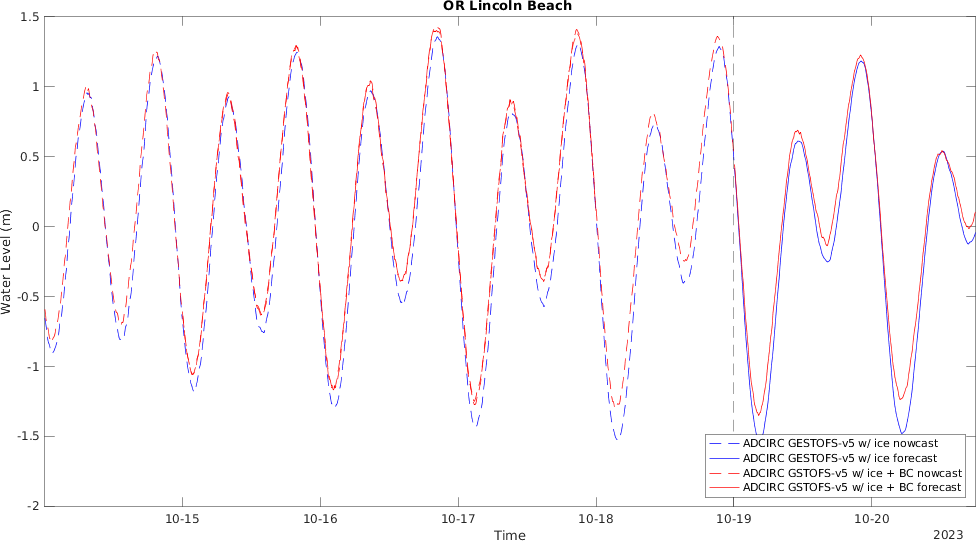 OR Lincoln Beach
1.5
1
0.5
0
-0.5
-1
-1.5
-2
Water Level (m)
10-15
10-16
10-17
10-18
10-19
10-20
Time
2023
ADCIRC GESTOFS-v5 w/ ice nowcast
ADCIRC GESTOFS-v5 w/ ice forecast
ADCIRC GSTOFS-v5 w/ ice + BC nowcast
ADCIRC GSTOFS-v5 w/ ice + BC forecast